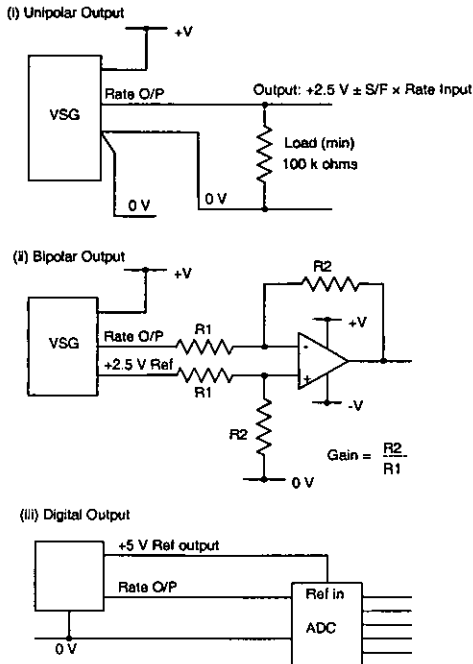 (i) Unipolar Output
+V
Rate O/P
Output: +2.5 V ± S/F × Rate Input
VSG
Load (min)
100 k ohms
0 V
0 V
(ii) Bipolar Output
+V
R2
VSG
Rate O/P
R1
+V
-
+2.5 V Ref
+
R1
-V
R2
Gain = R2
R1
0 V
(iii) Digital Output
+5 V Ref output
Rate O/P
Ref in
ADC
0 V